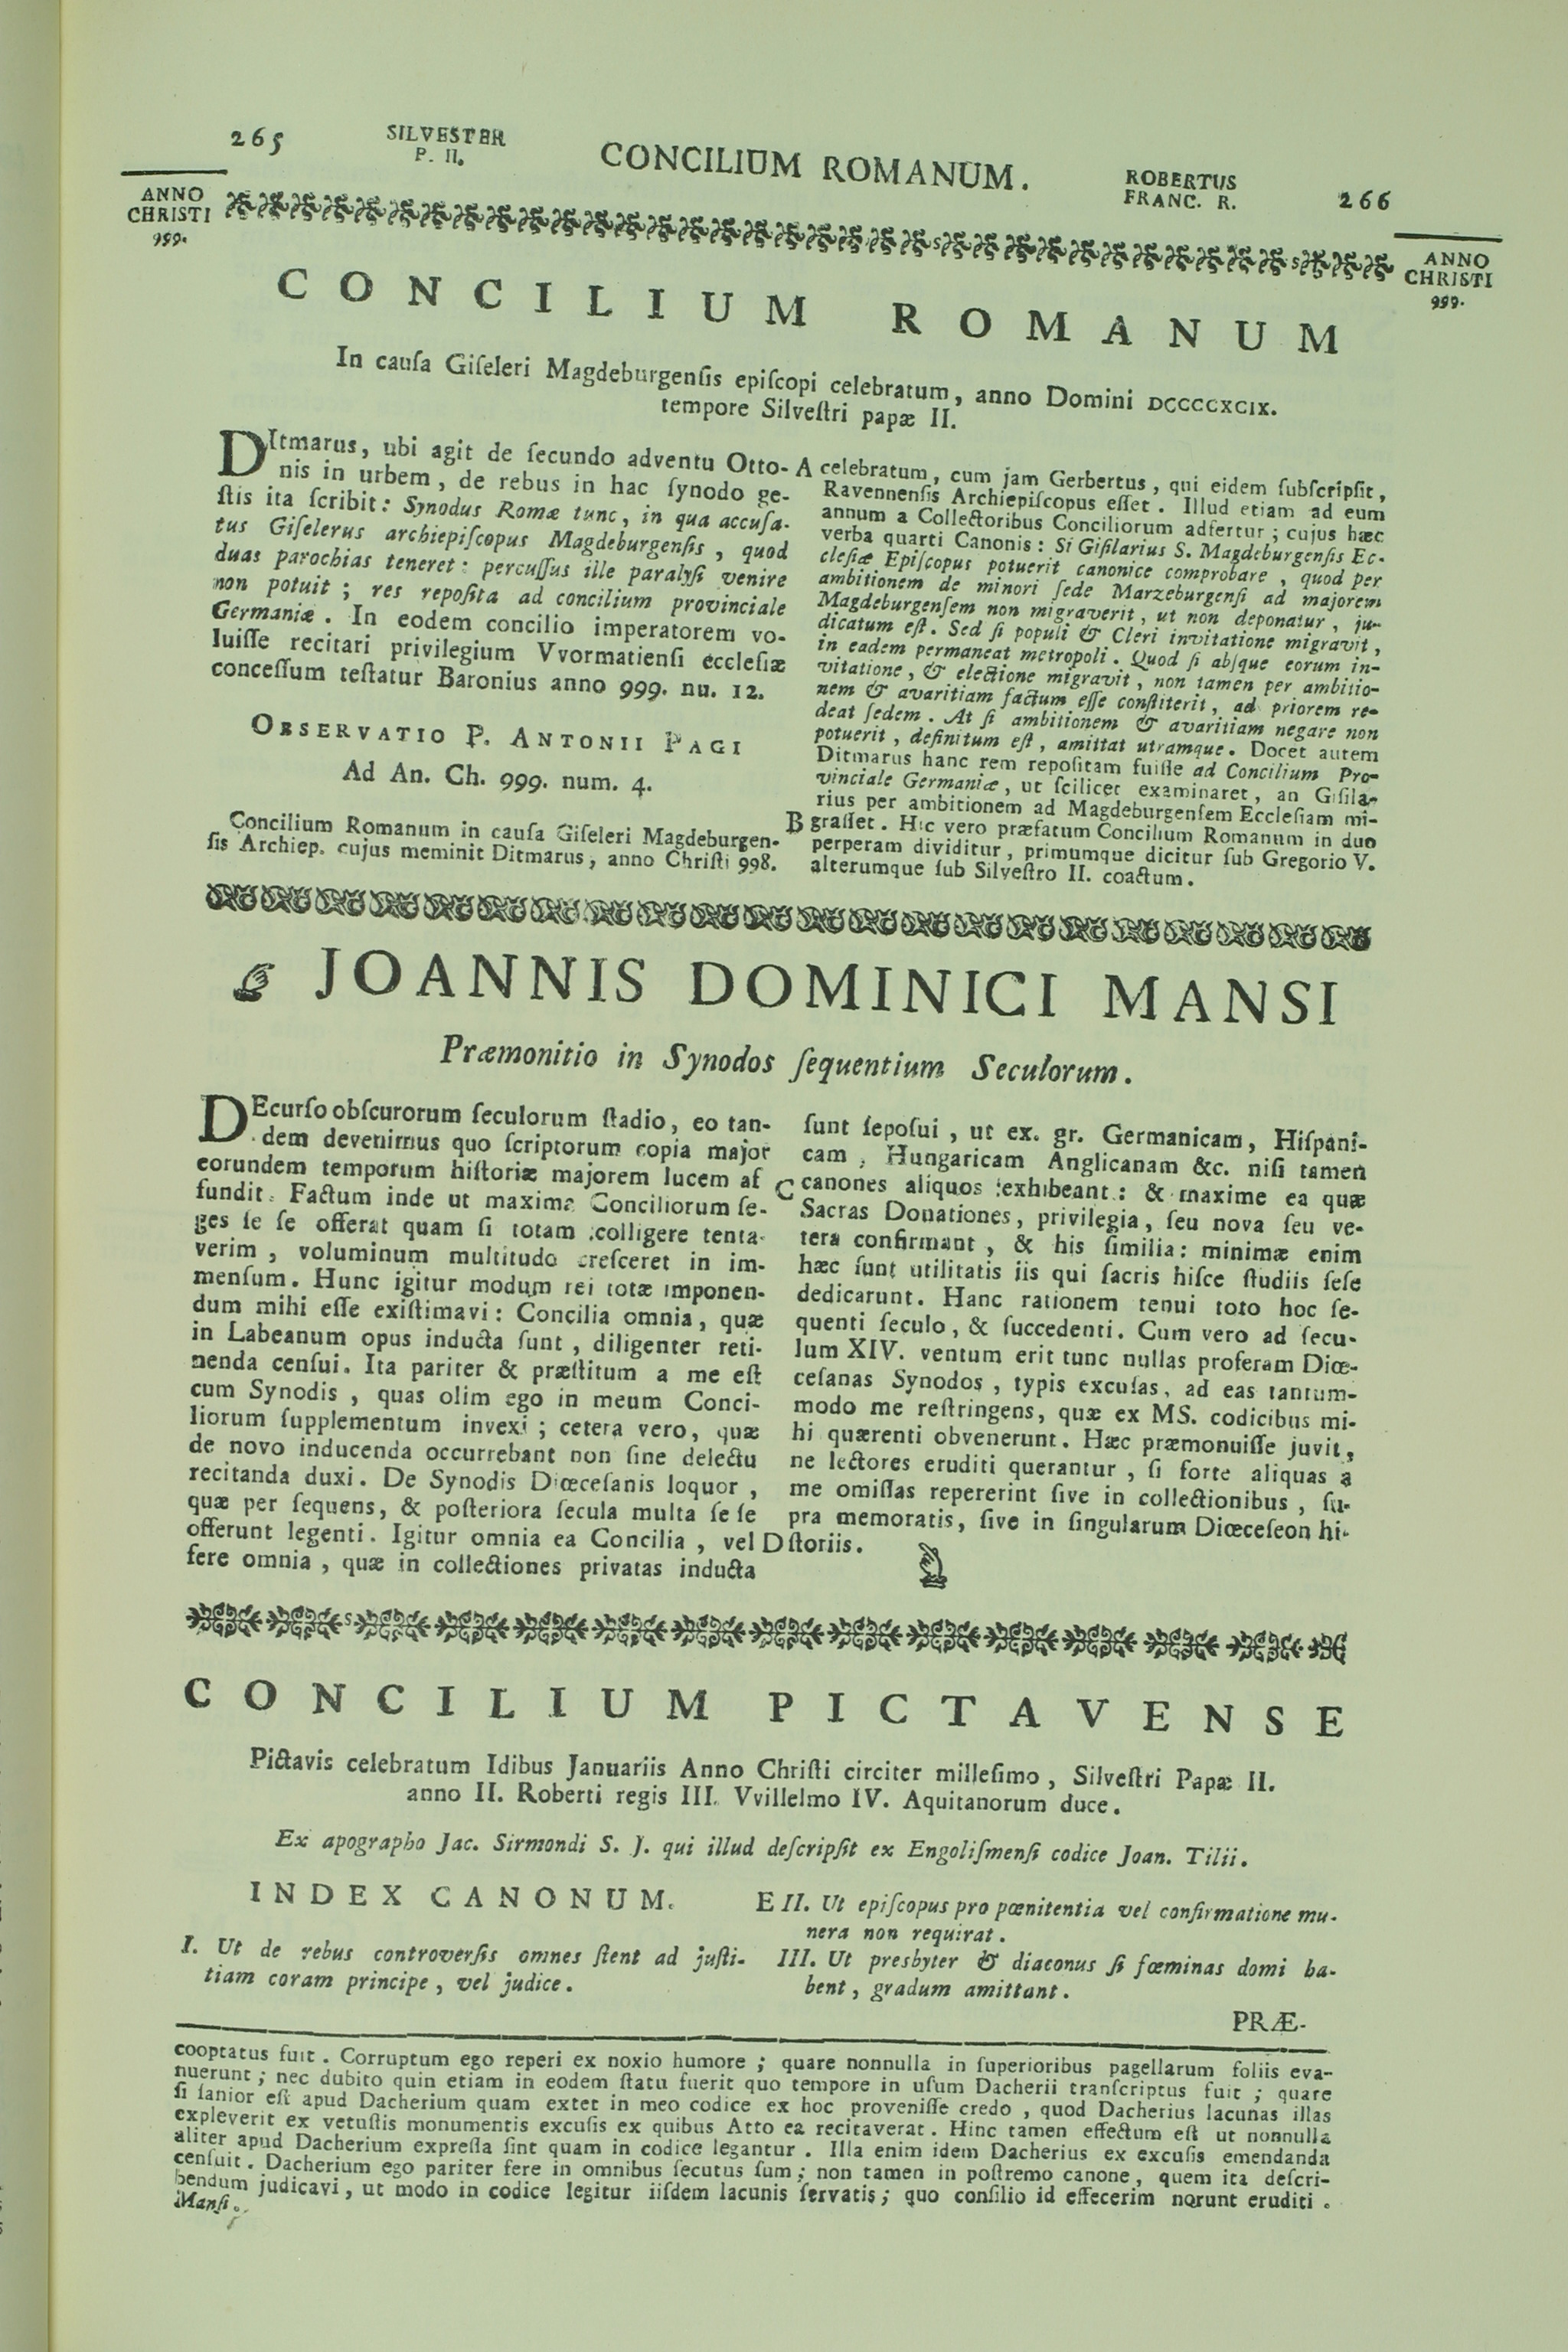 265
SILVESTER
P. II.
CONCILIUM ROMANUM.
ROBERTUS
FRANC. R.
266
ANNO
CHRISTI
999.
ANNO
CHRISTI
999.
CONCILIUM ROMANUM
In cauſa Giſeleri Magdeburgenſis epiſcopi celebratum, anno Domini DCCCCXCIX.
tempore Silveſtri papæ II.
DItmarus, ubi agit de ſecundo adventu Otto-
nis in urbem, de rebus in hac ſynodo ge-
ſtis ita ſcribit: Synodus Romæ tunc, in qua accuſa-
tus Giſelerus archiepiſcopus Magdeburgenſis, quod
duas parochias teneret: percuſſus ille paralyſi venire
non potuit; res repoſita ad concilium provinciale
Germaniæ. In eodem concilio imperatorem vo-
luiſſe recitari privilegium Vvormatienſi eccleſiæ
conceſſum teſtatur Baronius anno 999. nu. 12.
OBSERVATIO P. ANTONII PAGI
Ad An. Ch. 999. num. 4.
Concilium Romanum in cauſa Giſeleri Magdeburgen-
ſis Archiep. cujus meminit Ditmarus, anno Chriſti 998.
A celebratum, cum jam Gerbertus, qui eidem ſubſcripſit,
Ravennenſis Archiepiſcopus eſſet. Illud etiam ad eum
annum a Collectoribus Conciliorum adfertur; cujus hæc
verba quarti Canonis: Si Giſilarius S. Magdeburgenſis Ec-
cleſiæ Epiſcopus potuerit canonice comprobare, quod per
ambitionem de minori ſede Marzeburgenſi ad majorem
Magdeburgenſem non migraverit, ut non deponatur, ju-
dicatum eſt. Sed ſi populi & Cleri invitatione migravit,
in eadem permaneat metropoli. Quod ſi abſque eorum in-
vitatione, & electione migravit, non tamen per ambitio-
nem & avaritiam factum eſſe conſtiterit, ad priorem re-
deat ſedem. At ſi ambitionem & avaritiam negare non
potuerit, definitum eſt, amittat utramque. Docet autem
Ditmarus hanc rem repoſitam fuiſſe ad Concilium Pro-
vinciale Germaniæ, ut ſcilicet examinaret, an Giſila-
rius per ambitionem ad Magdeburgenſem Eccleſiam mi-
B graſſet. Hic vero præfatum Concilium Romanum in duo
perperam dividitur, primumque dicitur ſub Gregorio V.
alterumque ſub Silveſtro II. coactum.
JOANNIS DOMINICI MANSI
Præmonitio in Synodos ſequentium Seculorum.
DEcurſo obſcurorum ſeculorum ſtadio, eo tan-
dem devenimus quo ſcriptorum copia major
eorundem temporum hiſtoriæ majorem lucem af
fundit. Factum inde ut maxima Conciliorum ſe-
ges ſe ſe offerat quam ſi totam colligere tenta-
verim, voluminum multitudo creſceret in im-
menſum. Hunc igitur modum rei totæ imponen-
dum mihi eſſe exiſtimavi: Concilia omnia, quæ
in Labeanum opus inducta ſunt, diligenter reti-
nenda cenſui. Ita pariter & præſtitum a me eſt
cum Synodis, quas olim ego in meum Conci-
liorum ſupplementum invexi; cetera vero, quæ
de novo inducenda occurrebant non ſine delectu
recitanda duxi. De Synodis Diœceſanis loquor,
quæ per ſequens, & poſteriora ſecula multa ſe ſe
offerunt legenti. Igitur omnia ea Concilia, vel
fere omnia, quæ in collectiones privatas inducta
ſunt ſepoſui, ut ex. gr. Germanicam, Hiſpani-
cam, Hungaricam Anglicanam &c. niſi tamen
C canones aliquos exhibeant: & maxime ea quæ
Sacras Donationes, privilegia, ſeu nova ſeu ve-
tera confirmant, & his ſimilia: minimæ enim
hæc ſunt utilitatis iis qui ſacris hiſce ſtudiis ſeſe
dedicarunt. Hanc rationem tenui toto hoc ſe-
quenti ſeculo, & ſuccedenti. Cum vero ad ſecu-
lum XIV. ventum erit tunc nullas proferam Diœ-
ceſanas Synodos, typis excuſas, ad eas tantum-
modo me reſtringens, quæ ex MS. codicibus mi-
hi quærenti obvenerunt. Hæc præmonuiſſe juvit,
ne lectores eruditi querantur, ſi forte aliquas a
me omiſſas repererint ſive in collectionibus, ſu-
pra memoratis, ſive in ſingularum Diœceſeon hi-
D ſtoriis.
CONCILIUM PICTAVENSE
Pictavis celebratum Idibus Januariis Anno Chriſti circiter milleſimo, Silveſtri Papæ II.
anno II. Roberti regis III. Vvillelmo IV. Aquitanorum duce.
Ex apographo Jac. Sirmondi S. J. qui illud deſcripſit ex Engoliſmenſi codice Joan. Tilii.
INDEX CANONUM.
I. Ut de rebus controverſis omnes ſtent ad juſti-
tiam coram principe, vel judice.
E II. Ut epiſcopus pro pœnitentia vel confirmatione mu-
nera non requirat.
III. Ut presbyter & diaconus ſi fœminas domi ha-
bent, gradum amittant.
PRÆ-
cooptatus fuit. Corruptum ego reperi ex noxio humore; quare nonnulla in ſuperioribus pagellarum foliis eva-
nuerunt; nec dubito quin etiam in eodem ſtatu fuerit quo tempore in uſum Dacherii tranſcriptus fuit; quare
ſi ſanior eſt apud Dacherium quam extet in meo codice ex hoc proveniſſe credo, quod Dacherius lacunas illas
expleverit ex vetuſtis monumentis excuſis ex quibus Atto ea recitaverat. Hinc tamen effectum eſt ut nonnulla
aliter apud Dacherium expreſſa ſint quam in codice legantur. Illa enim idem Dacherius ex excuſis emendanda
cenſuit. Dacherium ego pariter fere in omnibus ſecutus ſum; non tamen in poſtremo canone, quem ita deſcri-
bendum judicavi, ut modo in codice legitur iiſdem lacunis ſervatis; quo conſilio id effecerim norunt eruditi.
Manſi.